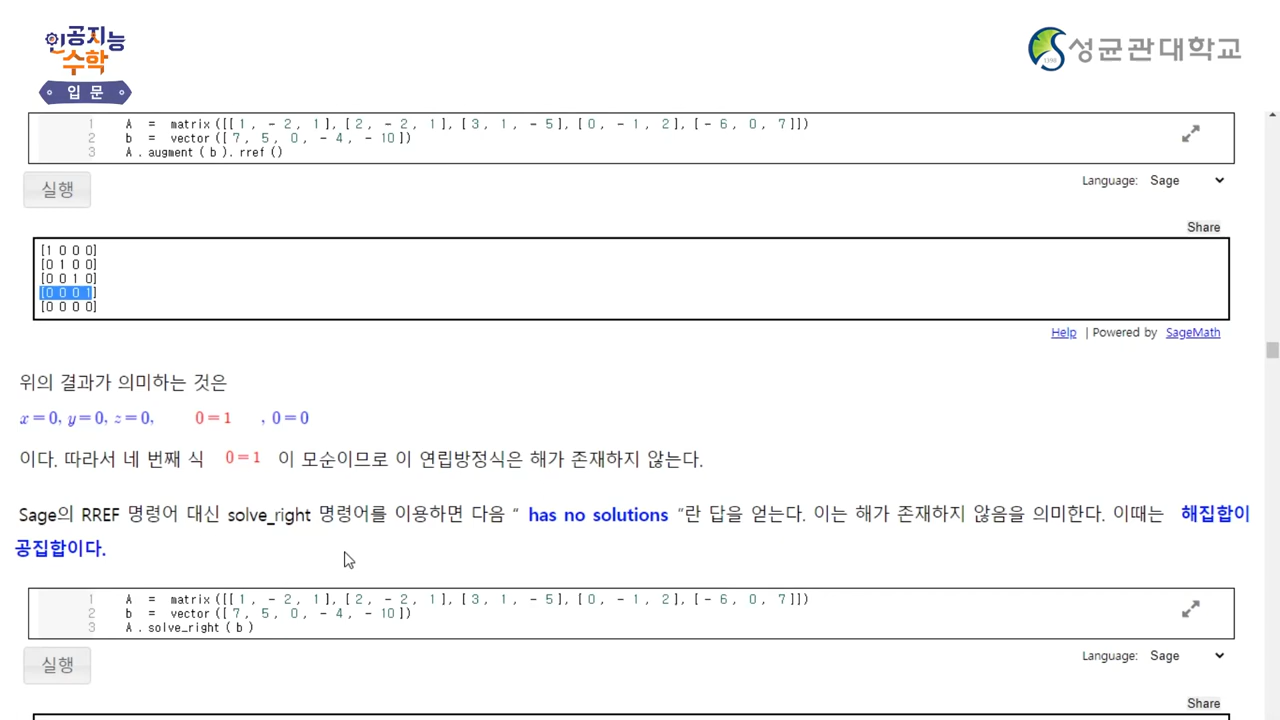 인공지능
수학
입 문
성균관대학교
1398
1 A = matrix([[1, -2, 1], [2, -2, 1], [3, 1, -5], [0, -1, 2], [-6, 0, 7]])
2 b = vector([7, 5, 0, -4, -10])
3 A.augment(b).rref()
실행
Language: Sage
Share
[1 0 0 0]
[0 1 0 0]
[0 0 1 0]
[0 0 0 1]
[0 0 0 0]
Help | Powered by SageMath
위의 결과가 의미하는 것은
x=0, y=0, z=0, 0=1 , 0=0
이다. 따라서 네 번째 식 0=1 이 모순이므로 이 연립방정식은 해가 존재하지 않는다.
Sage의 RREF 명령어 대신 solve_right 명령어를 이용하면 다음 “ has no solutions ”란 답을 얻는다. 이는 해가 존재하지 않음을 의미한다. 이때는 해집합이
공집합이다.
1 A = matrix([[1, -2, 1], [2, -2, 1], [3, 1, -5], [0, -1, 2], [-6, 0, 7]])
2 b = vector([7, 5, 0, -4, -10])
3 A.solve_right(b)
실행
Language: Sage
Share